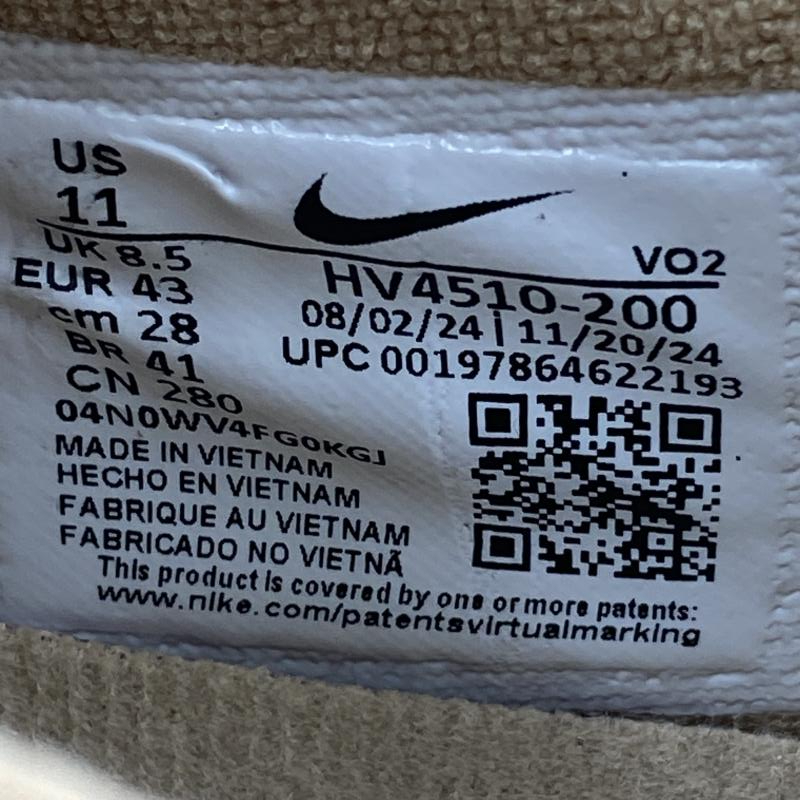 US
11
UK 8.5
EUR 43
cm 28
BR 41
CN 280
VO2
HV4510-200
08/02/24 | 11/20/24
UPC 00197864622193
04N0WV4FG0KGJ
MADE IN VIETNAM
HECHO EN VIETNAM
FABRIQUE AU VIETNAM
FABRICADO NO VIETNÃ
This product is covered by one or more patents:
www.nike.com/patentsvirtualmarking